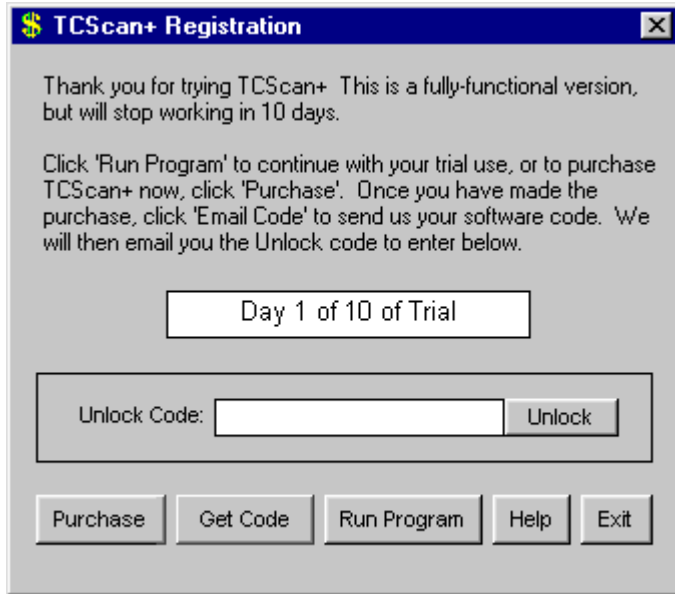 $ TCScan+ Registration
Thank you for trying TCScan+  This is a fully-functional version,
but will stop working in 10 days.
Click 'Run Program' to continue with your trial use, or to purchase
TCScan+ now, click 'Purchase'.  Once you have made the
purchase, click 'Email Code' to send us your software code.  We
will then email you the Unlock code to enter below.
Day 1 of 10 of Trial
Unlock Code: Unlock
Purchase Get Code Run Program Help Exit